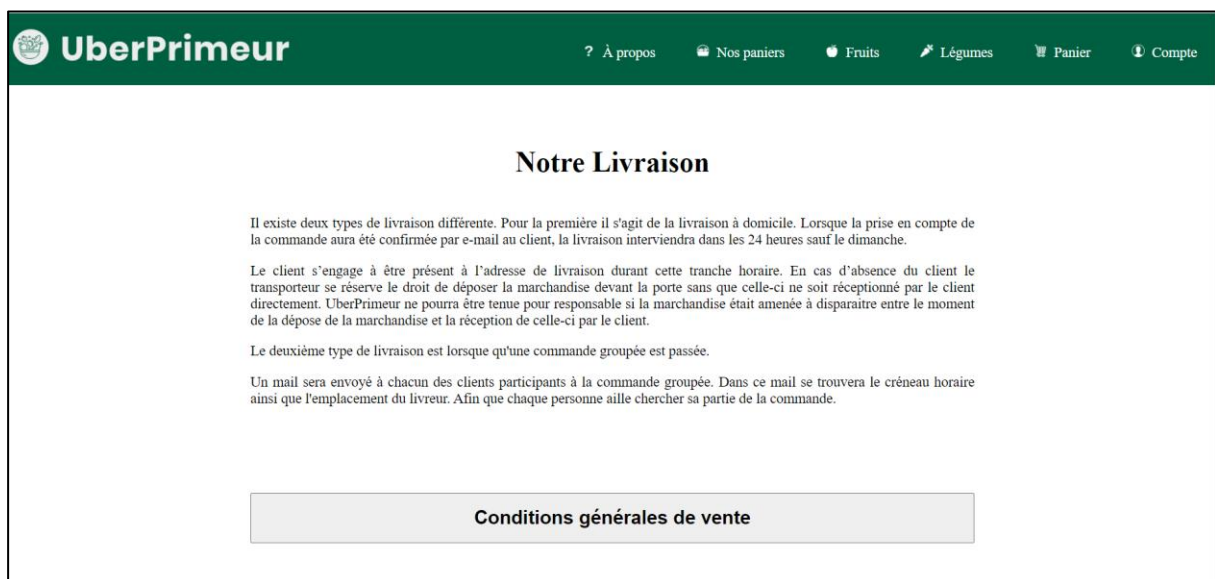 UberPrimeur
? À propos
Nos paniers
Fruits
Légumes
Panier
Compte
Notre Livraison
Il existe deux types de livraison différente. Pour la première il s'agit de la livraison à domicile. Lorsque la prise en compte de
la commande aura été confirmée par e-mail au client, la livraison interviendra dans les 24 heures sauf le dimanche.
Le client s’engage à être présent à l’adresse de livraison durant cette tranche horaire. En cas d’absence du client le
transporteur se réserve le droit de déposer la marchandise devant la porte sans que celle-ci ne soit réceptionné par le client
directement. UberPrimeur ne pourra être tenue pour responsable si la marchandise était amenée à disparaitre entre le moment
de la dépose de la marchandise et la réception de celle-ci par le client.
Le deuxième type de livraison est lorsque qu'une commande groupée est passée.
Un mail sera envoyé à chacun des clients participants à la commande groupée. Dans ce mail se trouvera le créneau horaire
ainsi que l'emplacement du livreur. Afin que chaque personne aille chercher sa partie de la commande.
Conditions générales de vente